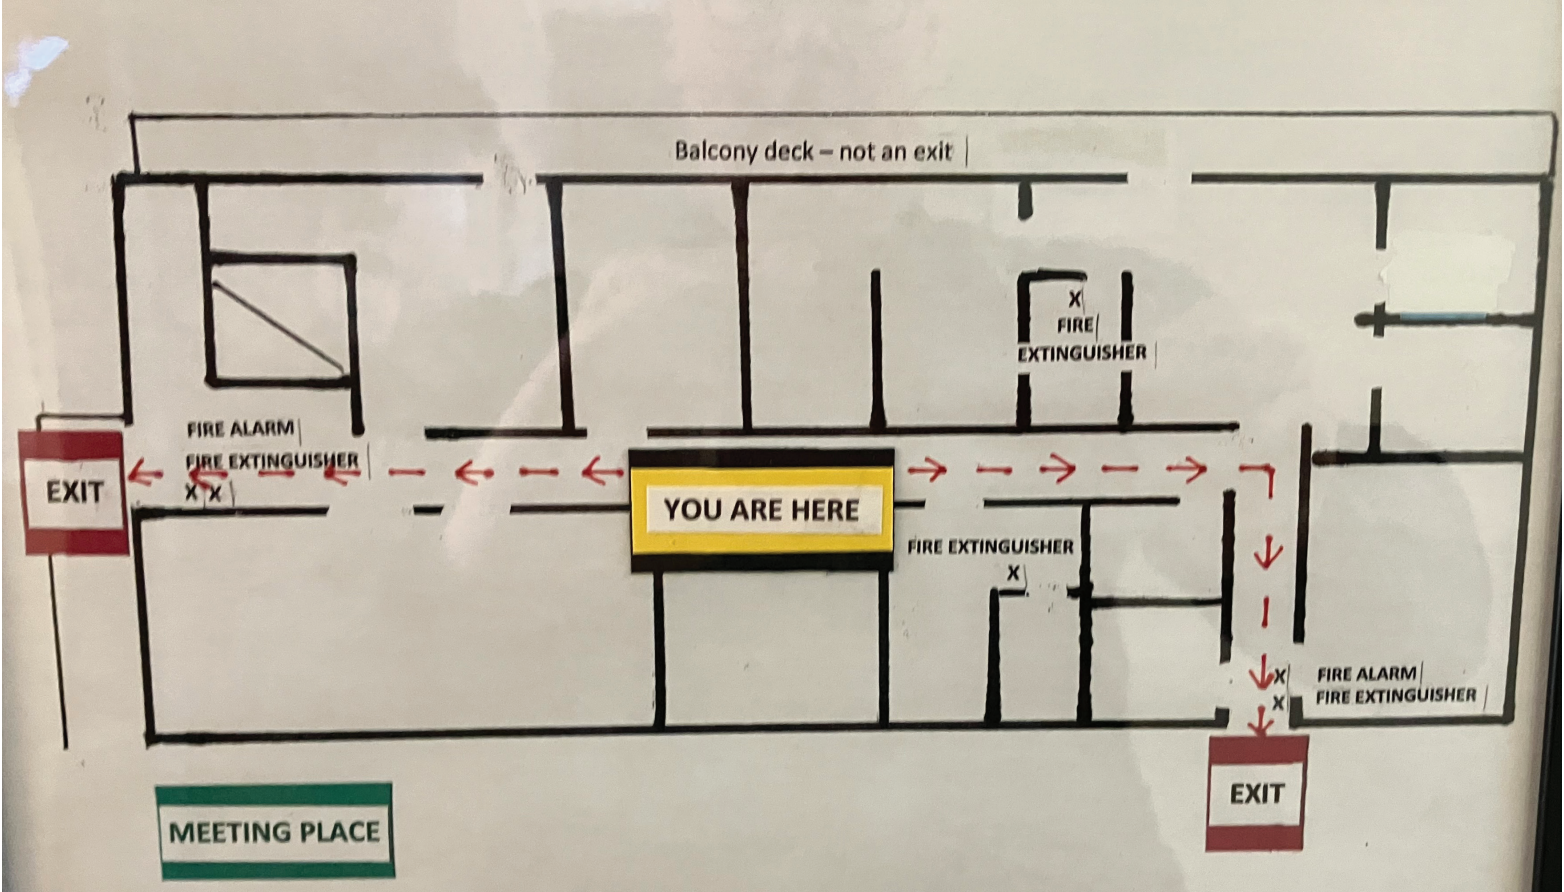 Balcony deck – not an exit
X
FIRE
EXTINGUISHER
FIRE ALARM
FIRE EXTINGUISHER
X X
EXIT
YOU ARE HERE
FIRE EXTINGUISHER
X
X FIRE ALARM
X FIRE EXTINGUISHER
EXIT
MEETING PLACE